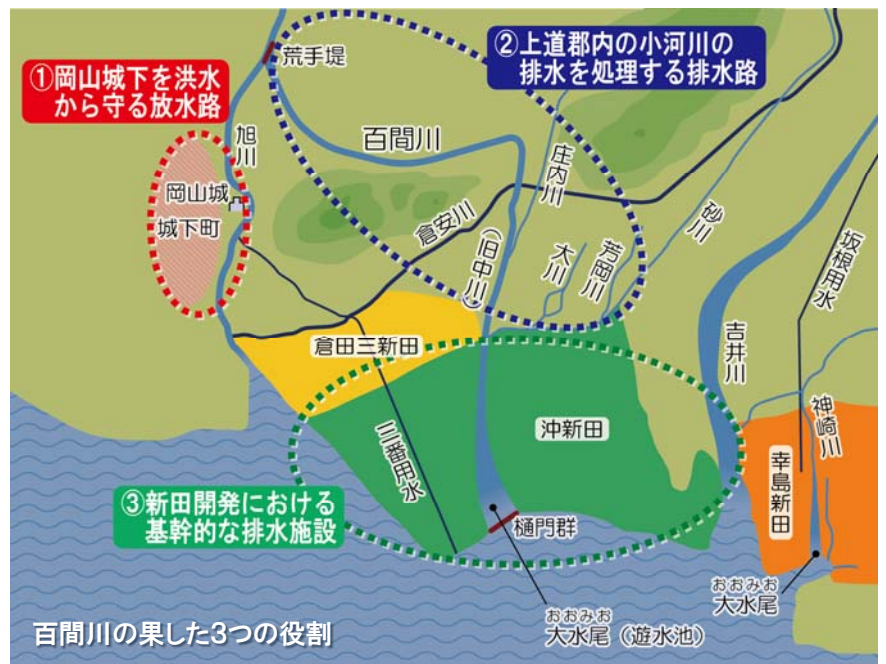 荒手堤
②上道郡内の小河川の
排水を処理する排水路
①岡山城下を洪水
から守る放水路
旭川
百間川
庄内川
岡山城
城下町
倉安川
砂川
坂根用水
(旧中川)
大川
芳岡川
吉井川
倉田三新田
神崎川
三番用水
沖新田
幸島新田
③新田開発における
基幹的な排水施設
樋門群
おおみお
大水尾
おおみお
大水尾(遊水池)
百間川の果した3つの役割